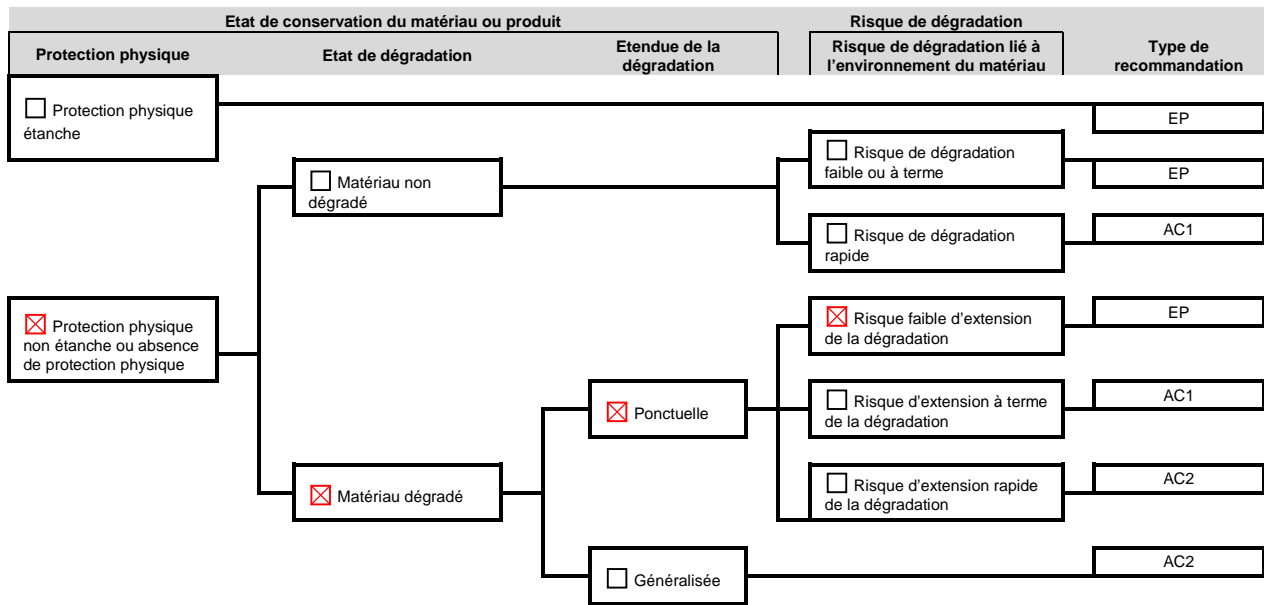 Etat de conservation du matériau ou produit
Risque de dégradation
Protection physique
Etat de dégradation
Etendue de la
dégradation
Risque de dégradation lié à
l'environnement du matériau
Type de
recommandation
Protection physique
étanche
EP
Matériau non
dégradé
Risque de dégradation
faible ou à terme
EP
Risque de dégradation
rapide
AC1
Protection physique
non étanche ou absence
de protection physique
Risque faible d'extension
de la dégradation
EP
Ponctuelle
Risque d'extension à terme
de la dégradation
AC1
Matériau dégradé
Risque d'extension rapide
de la dégradation
AC2
Généralisée
AC2